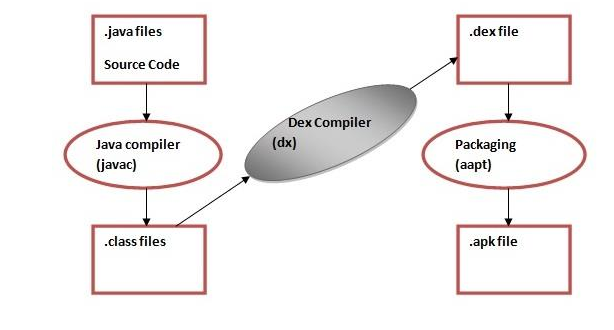 .java files
Source Code
Java compiler
(javac)
.class files
Dex Compiler
(dx)
.dex file
Packaging
(aapt)
.apk file